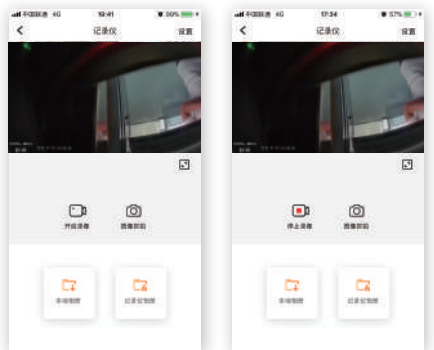 中国联通 4G 19:41 99%
记录仪 设置
开启录像 图像抓拍
本地相册 记录仪相册
中国联通 4G 17:34 57%
记录仪 设置
停止录像 图像抓拍
本地相册 记录仪相册